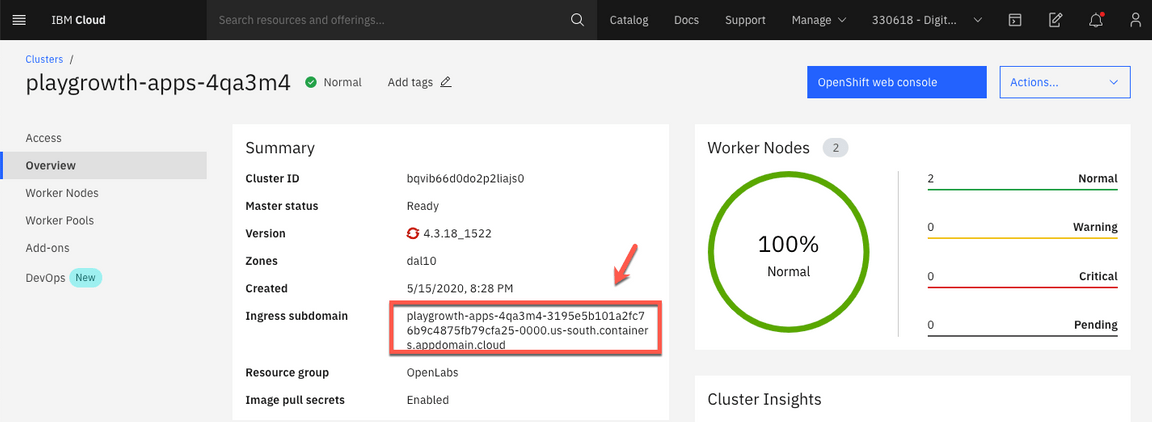 IBM Cloud
Search resources and offerings...
Catalog
Docs
Support
Manage
330618 - Digit...
Clusters /
playgrowth-apps-4qa3m4
Normal
Add tags
OpenShift web console
Actions...
Access
Overview
Worker Nodes
Worker Pools
Add-ons
DevOps New
Summary
Cluster ID bqvib66d0do2p2liajs0
Master status Ready
Version 4.3.18_1522
Zones dal10
Created 5/15/2020, 8:28 PM
Ingress subdomain playgrowth-apps-4qa3m4-3195e5b101a2fc7
6b9c4875fb79cfa25-0000.us-south.container
s.appdomain.cloud
Resource group OpenLabs
Image pull secrets Enabled
Worker Nodes 2
100%
Normal
2 Normal
0 Warning
0 Critical
0 Pending
Cluster Insights